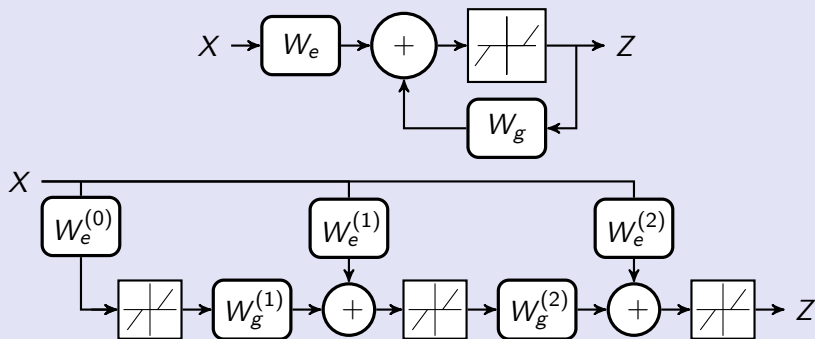 X W_e + Z
W_g
X
W_e^{(0)} W_e^{(1)} W_e^{(2)}
W_g^{(1)} + W_g^{(2)} + Z